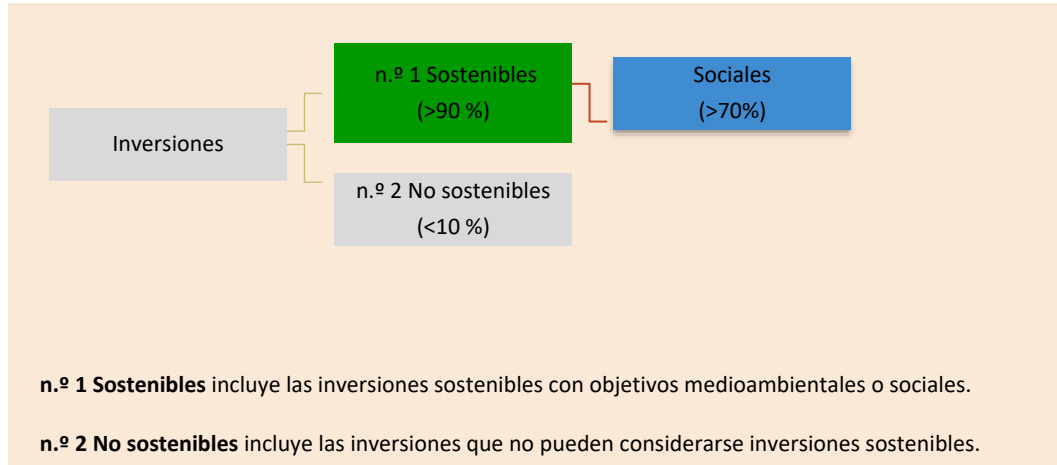 n.º 1 Sostenibles
(>90 %)
Sociales
(>70%)
Inversiones
n.º 2 No sostenibles
(<10 %)
n.º 1 Sostenibles incluye las inversiones sostenibles con objetivos medioambientales o sociales.
n.º 2 No sostenibles incluye las inversiones que no pueden considerarse inversiones sostenibles.